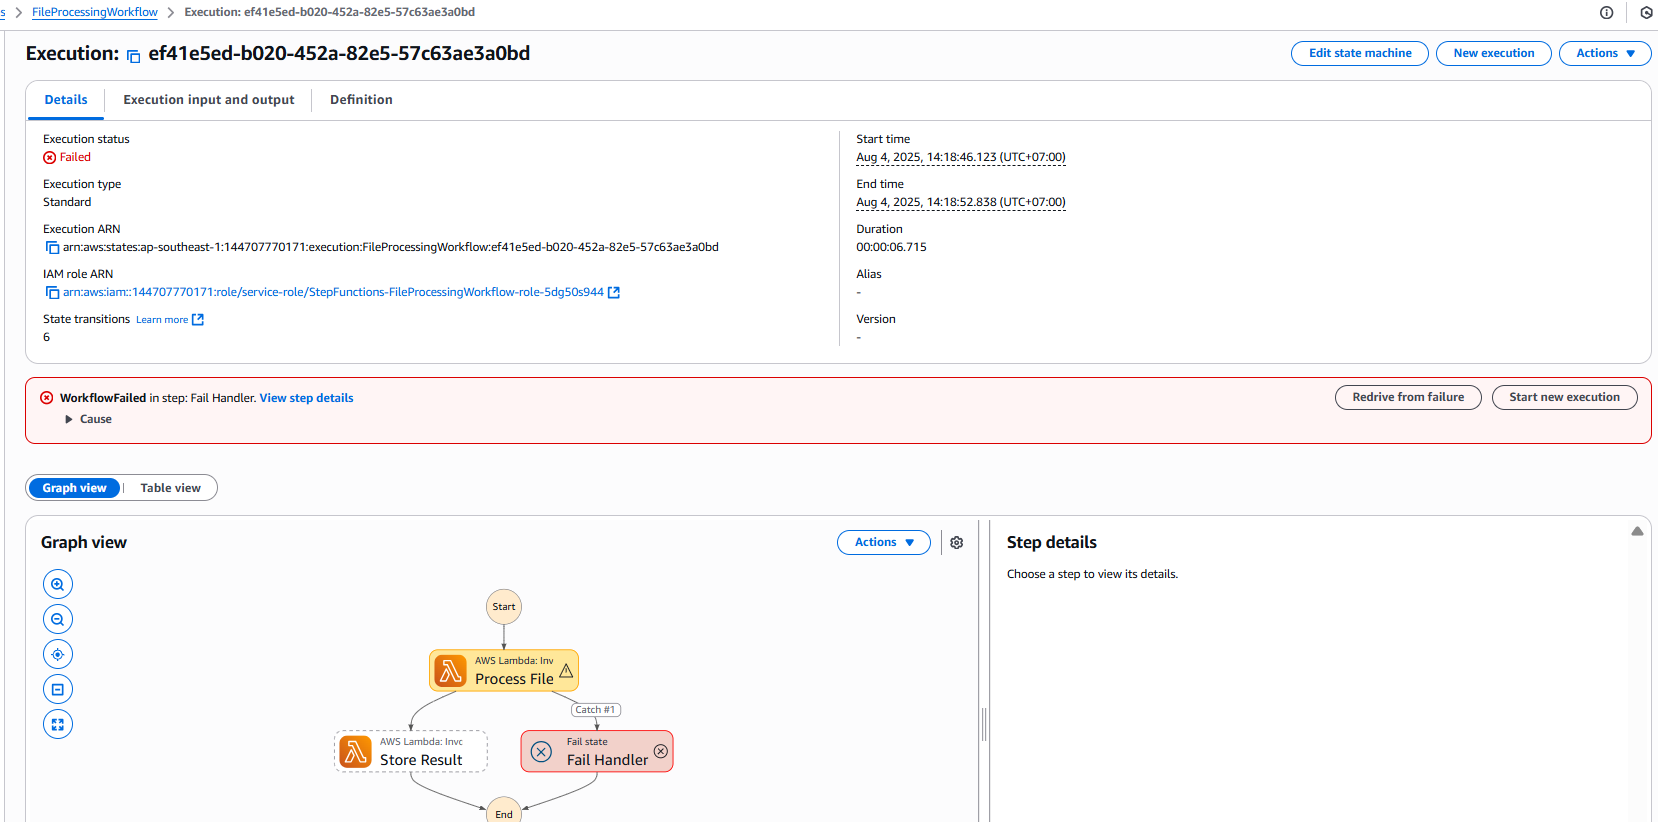 s > FileProcessingWorkflow > Execution: ef41e5ed-b020-452a-82e5-57c63ae3a0bd
Execution: ef41e5ed-b020-452a-82e5-57c63ae3a0bd
Edit state machine
New execution
Actions
Details
Execution input and output
Definition
Execution status
Failed
Execution type
Standard
Execution ARN
arn:aws:states:ap-southeast-1:144707770171:execution:FileProcessingWorkflow:ef41e5ed-b020-452a-82e5-57c63ae3a0bd
IAM role ARN
arn:aws:iam::144707770171:role/service-role/StepFunctions-FileProcessingWorkflow-role-5dg50s944
State transitions Learn more
6
Start time
Aug 4, 2025, 14:18:46.123 (UTC+07:00)
End time
Aug 4, 2025, 14:18:52.838 (UTC+07:00)
Duration
00:00:06.715
Alias
-
Version
-
WorkflowFailed in step: Fail Handler. View step details
Cause
Redrive from failure
Start new execution
Graph view
Table view
Graph view
Actions
Start
AWS Lambda: Inv
Process File
Catch #1
AWS Lambda: Invc
Store Result
Fail state
Fail Handler
End
Step details
Choose a step to view its details.